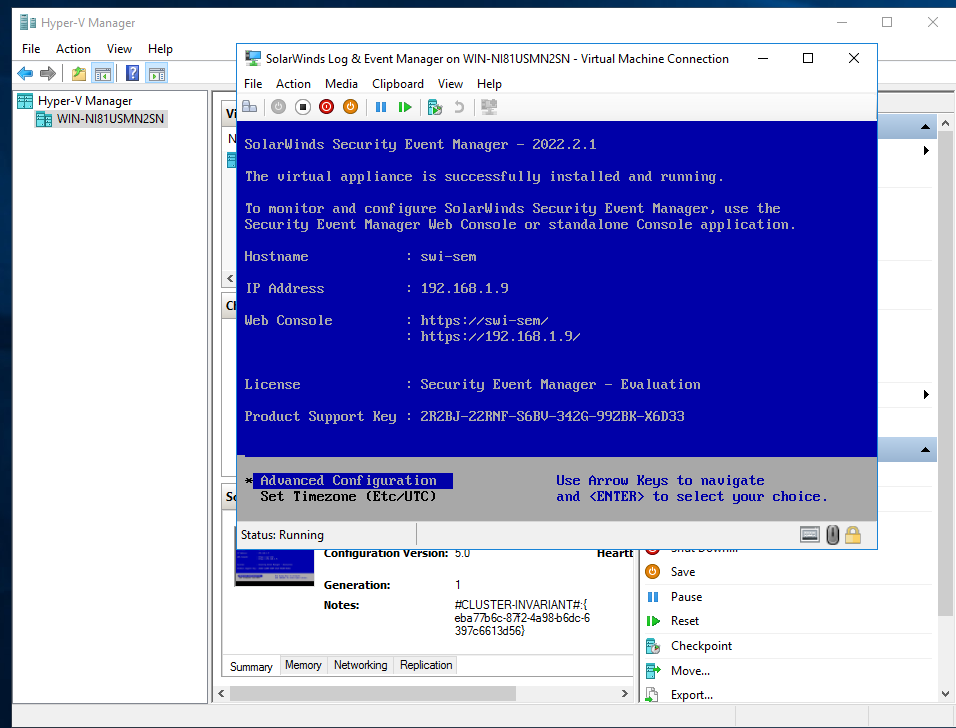 Hyper-V Manager
File Action View Help
Hyper-V Manager
WIN-NI81USMN2SN
SolarWinds Log & Event Manager on WIN-NI81USMN2SN - Virtual Machine Connection
File Action Media Clipboard View Help
SolarWinds Security Event Manager - 2022.2.1
The virtual appliance is successfully installed and running.
To monitor and configure SolarWinds Security Event Manager, use the
Security Event Manager Web Console or standalone Console application.
Hostname : swi-sem
IP Address : 192.168.1.9
Web Console : https://swi-sem/
: https://192.168.1.9/
License : Security Event Manager - Evaluation
Product Support Key : 2R2BJ-22RNF-S6BV-342G-99ZBK-X6D33
* Advanced Configuration
Set Timezone (Etc/UTC)
Use Arrow Keys to navigate
and <ENTER> to select your choice.
Status: Running
Configuration Version: 5.0
Generation: 1
Notes: #CLUSTER-INVARIANT#:{
eba77b6c-87f2-4a98-b6dc-6
397c6613d56}
Summary Memory Networking Replication
Shut Down...
Save
Pause
Reset
Checkpoint
Move...
Export...